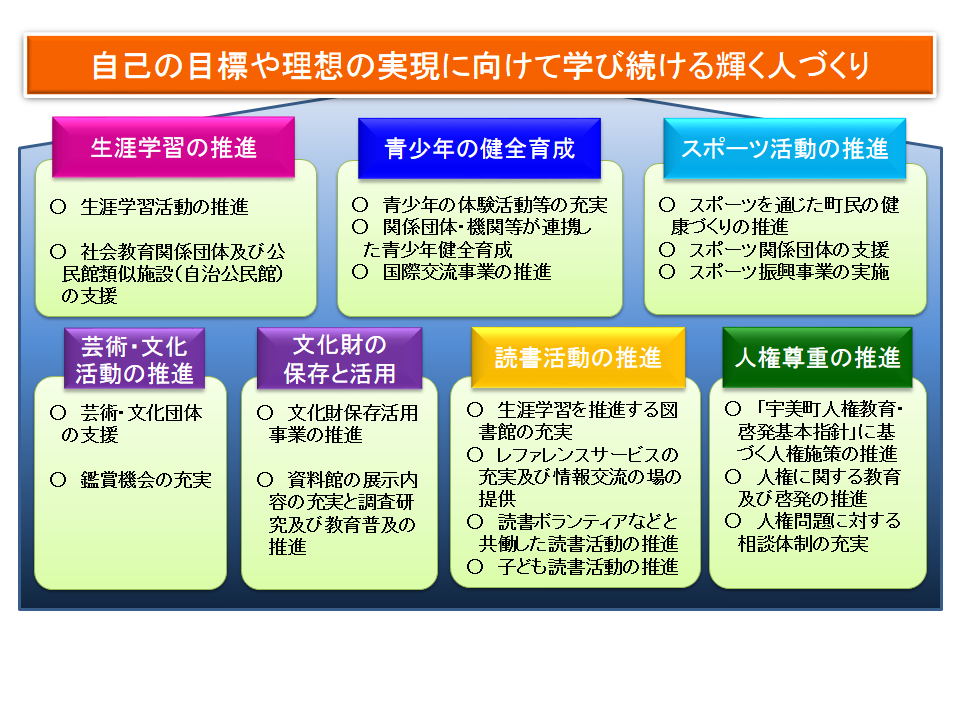 自己の目標や理想の実現に向けて学び続ける輝く人づくり
生涯学習の推進
○　生涯学習活動の推進
○　社会教育関係団体及び公
民館類似施設（自治公民館）
の支援
青少年の健全育成
○　青少年の体験活動等の充実
○　関係団体・機関等が連携し
た青少年健全育成
○　国際交流事業の推進
スポーツ活動の推進
○　スポーツを通じた町民の健
康づくりの推進
○　スポーツ関係団体の支援
○　スポーツ振興事業の実施
芸術・文化
活動の推進
○　芸術・文化団体
の支援
○　鑑賞機会の充実
文化財の
保存と活用
○　文化財保存活用
事業の推進
○　資料館の展示内
容の充実と調査研
究及び教育普及の
推進
読書活動の推進
○　生涯学習を推進する図
書館の充実
○　レファレンスサービスの
充実及び情報交流の場の
提供
○　読書ボランティアなどと
共働した読書活動の推進
○　子ども読書活動の推進
人権尊重の推進
○　「宇美町人権教育・
啓発基本指針」に基
づく人権施策の推進
○　人権に関する教育
及び啓発の推進
○　人権問題に対する
相談体制の充実